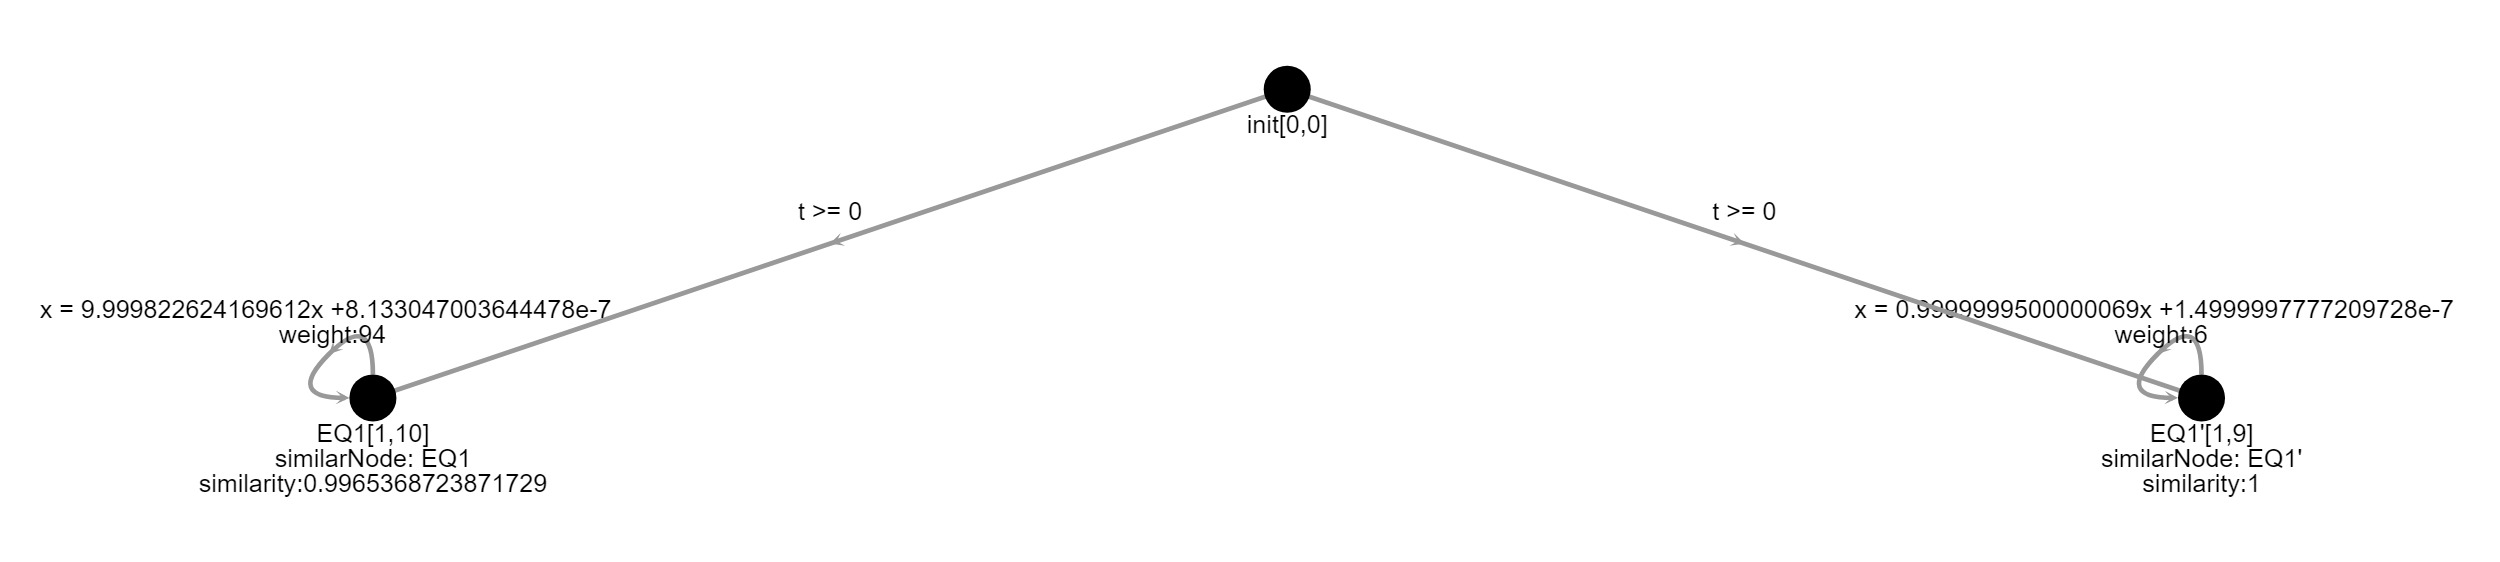 init[0,0]
t >= 0
t >= 0
x = 9.999822624169612x +8.133047003644478e-7
weight:94
x = 0.9999999500000069x +1.4999997777209728e-7
weight:6
EQ1[1,10]
similarNode: EQ1
similarity:0.9965368723871729
EQ1'[1,9]
similarNode: EQ1'
similarity:1